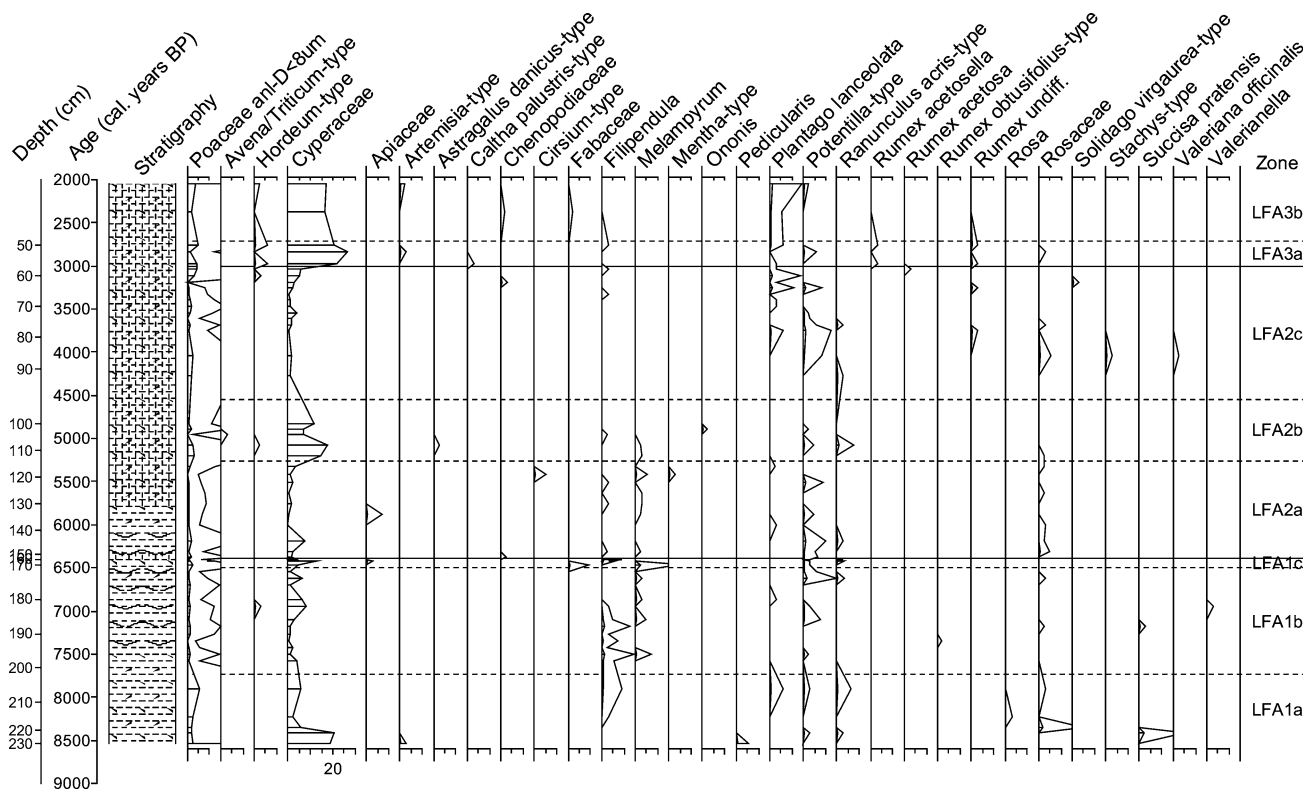 Depth (cm)
Age (cal. years BP)
Stratigraphy
Poaceae anl-D<8um
Avena/Triticum-type
Hordeum-type
Cyperaceae
Apiaceae
Artemisia-type
Astragalus danicus-type
Caltha palustris-type
Chenopodiaceae
Cirsium-type
Fabaceae
Filipendula
Melampyrum
Mentha-type
Ononis
Pedicularis
Plantago lanceolata
Potentilla-type
Ranunculus acris-type
Rumex acetosella
Rumex acetosa
Rumex obtusifolius-type
Rumex undiff.
Rosa
Rosaceae
Solidago virgaurea-type
Stachys-type
Succisa pratensis
Valeriana officinalis
Valerianella
Zone
2000
2500
LFA3b
50
LFA3a
3000
60
3500
70
80
LFA2c
4000
90
4500
100
LFA2b
5000
110
120
5500
130
LFA2a
6000
140
150
LFA1c
6500
170
180
7000
LFA1b
190
7500
200
8000
210
LFA1a
220
8500
230
20
9000